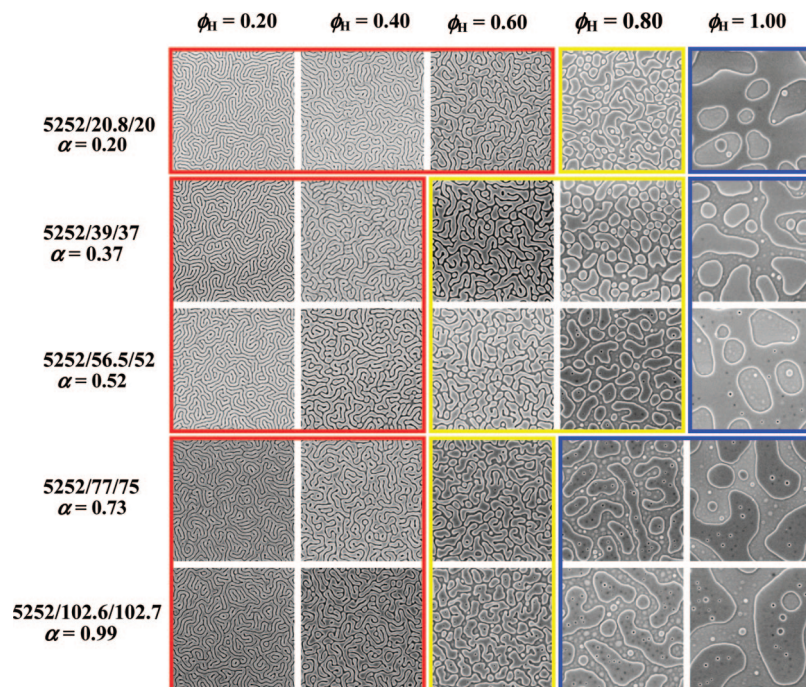 ϕH = 0.20 ϕH = 0.40 ϕH = 0.60 ϕH = 0.80 ϕH = 1.00
5252/20.8/20
α = 0.20
5252/39/37
α = 0.37
5252/56.5/52
α = 0.52
5252/77/75
α = 0.73
5252/102.6/102.7
α = 0.99